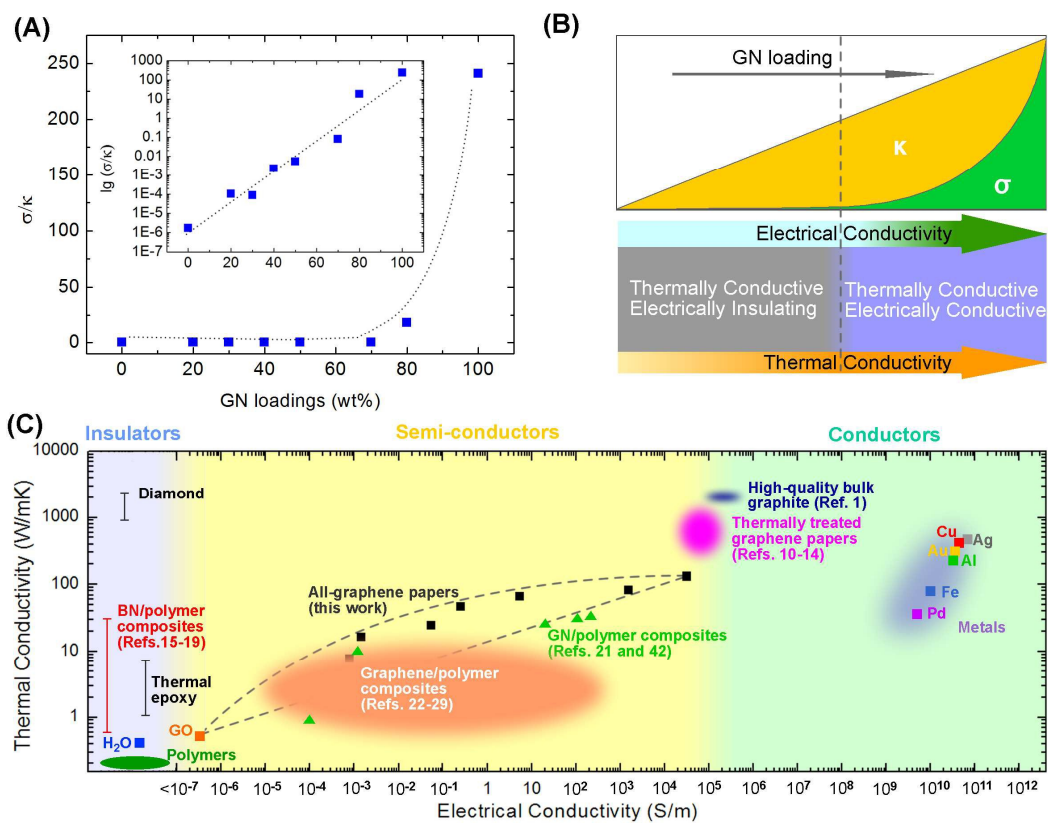 (A)
250
200
150
100
50
0
σ/κ
0
20
40
60
80
100
GN loadings (wt%)
1000
100
10
1
0.1
0.01
1E-3
1E-4
1E-5
1E-6
1E-7
lg (σ/κ)
0
20
40
60
80
100
(B)
GN loading
κ
σ
Electrical Conductivity
Thermally Conductive
Electrically Insulating
Thermally Conductive
Electrically Conductive
Thermal Conductivity
(C)
Insulators
Semi-conductors
Conductors
10000
1000
100
10
1
Thermal Conductivity (W/mK)
Diamond
High-quality bulk
graphite (Ref. 1)
Thermally treated
graphene papers
(Refs. 10-14)
Cu
Ag
Au
Al
Fe
Pd
Metals
All-graphene papers
(this work)
BN/polymer
composites
(Refs.15-19)
GN/polymer composites
(Refs. 21 and 42)
Thermal
epoxy
Graphene/polymer
composites
(Refs. 22-29)
GO
H₂O
Polymers
<10⁻⁷ 10⁻⁶ 10⁻⁵ 10⁻⁴ 10⁻³ 10⁻² 10⁻¹ 1 10 10² 10³ 10⁴ 10⁵ 10⁶ 10⁷ 10⁸ 10⁹ 10¹⁰ 10¹¹ 10¹²
Electrical Conductivity (S/m)